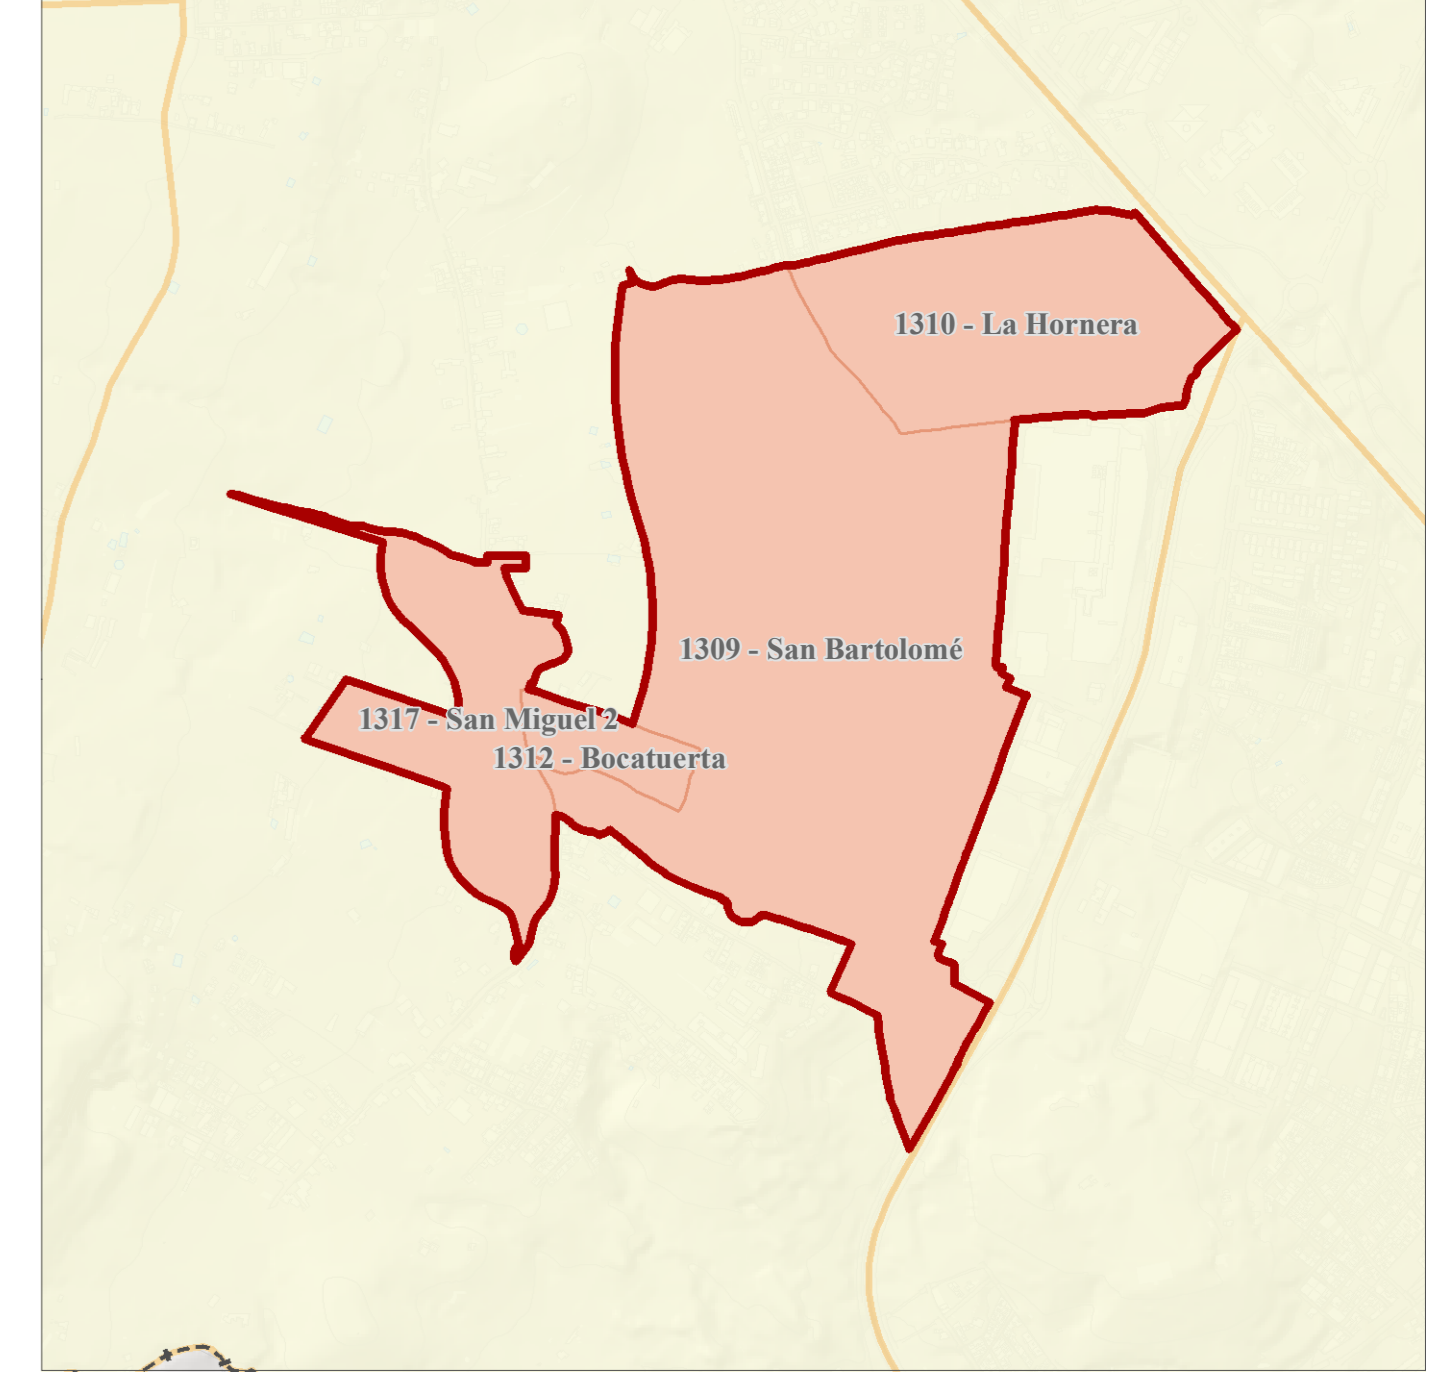 1310 - La Hornera
1309 - San Bartolomé
1317 - San Miguel 2
1312 - Bocatuerta